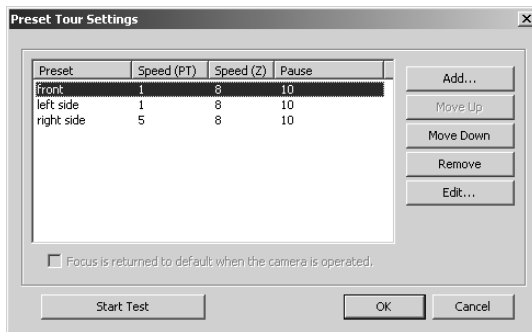 Preset Tour Settings
Preset Speed (PT) Speed (Z) Pause
front 1 8 10
left side 1 8 10
right side 5 8 10
Add...
Move Up
Move Down
Remove
Edit...
Focus is returned to default when the camera is operated.
Start Test OK Cancel